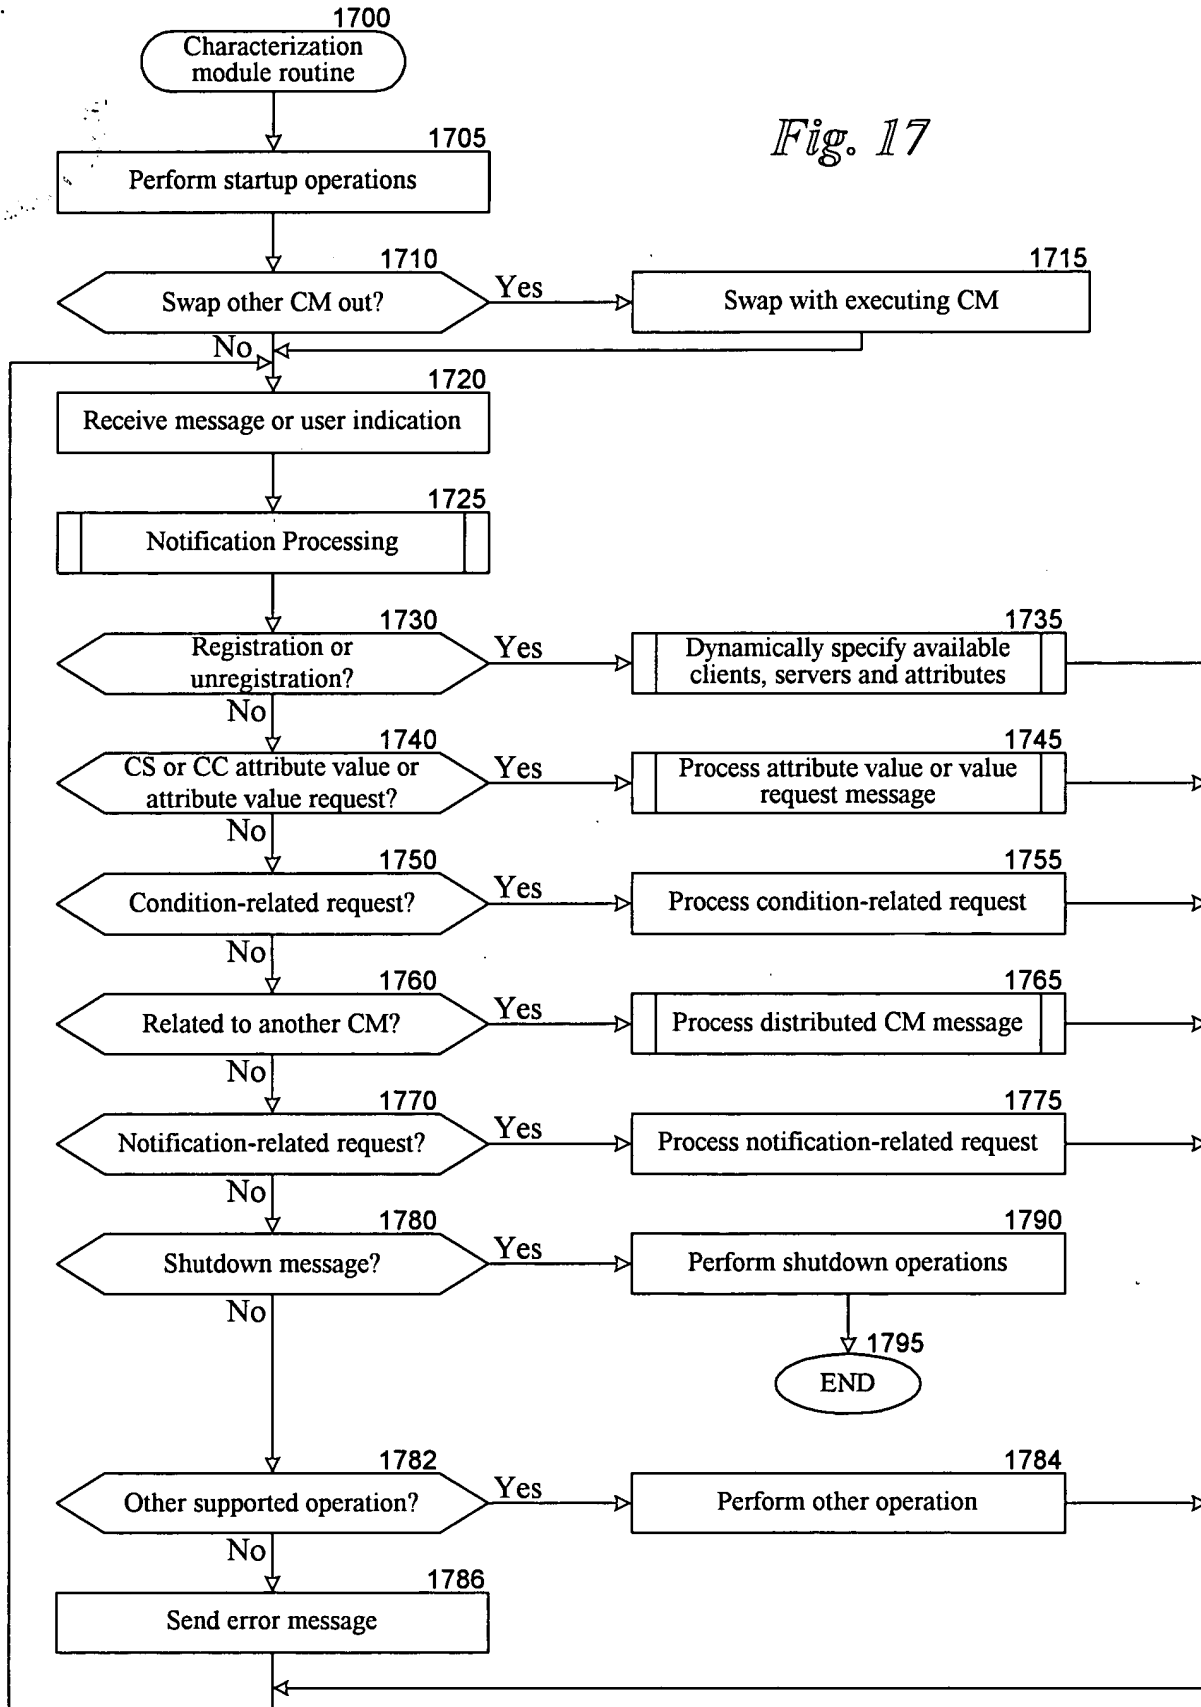 1700
Characterization
module routine
Fig. 17
1705
Perform startup operations
1710
Swap other CM out?
Yes
1715
Swap with executing CM
No
1720
Receive message or user indication
1725
Notification Processing
1730
Registration or
unregistration?
Yes
1735
Dynamically specify available
clients, servers and attributes
No
1740
CS or CC attribute value or
attribute value request?
Yes
1745
Process attribute value or value
request message
No
1750
Condition-related request?
Yes
1755
Process condition-related request
No
1760
Related to another CM?
Yes
1765
Process distributed CM message
No
1770
Notification-related request?
Yes
1775
Process notification-related request
No
1780
Shutdown message?
Yes
1790
Perform shutdown operations
No
1795
END
1782
Other supported operation?
Yes
1784
Perform other operation
No
1786
Send error message